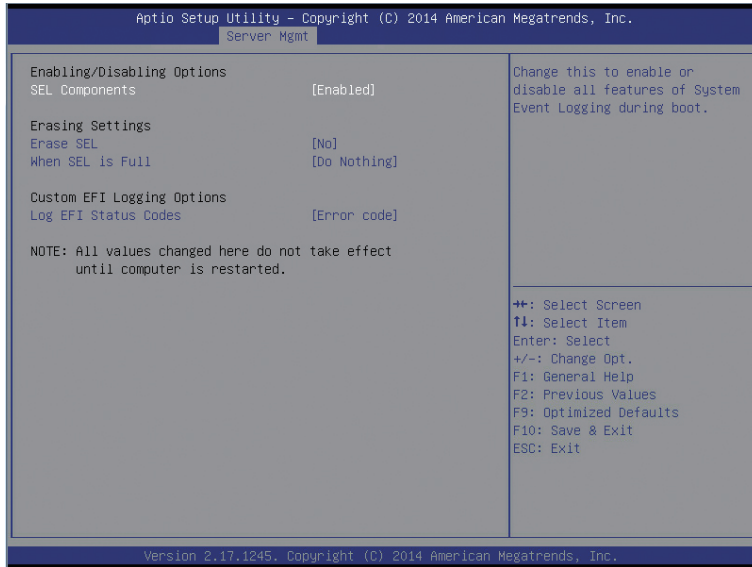 Aptio Setup Utility – Copyright (C) 2014 American Megatrends, Inc.
Server Mgmt
Enabling/Disabling Options
SEL Components [Enabled]
Erasing Settings
Erase SEL [No]
When SEL is Full [Do Nothing]
Custom EFI Logging Options
Log EFI Status Codes [Error code]
NOTE: All values changed here do not take effect
until computer is restarted.
Change this to enable or
disable all features of System
Event Logging during boot.
→←: Select Screen
↑↓: Select Item
Enter: Select
+/-: Change Opt.
F1: General Help
F2: Previous Values
F9: Optimized Defaults
F10: Save & Exit
ESC: Exit
Version 2.17.1245. Copyright (C) 2014 American Megatrends, Inc.